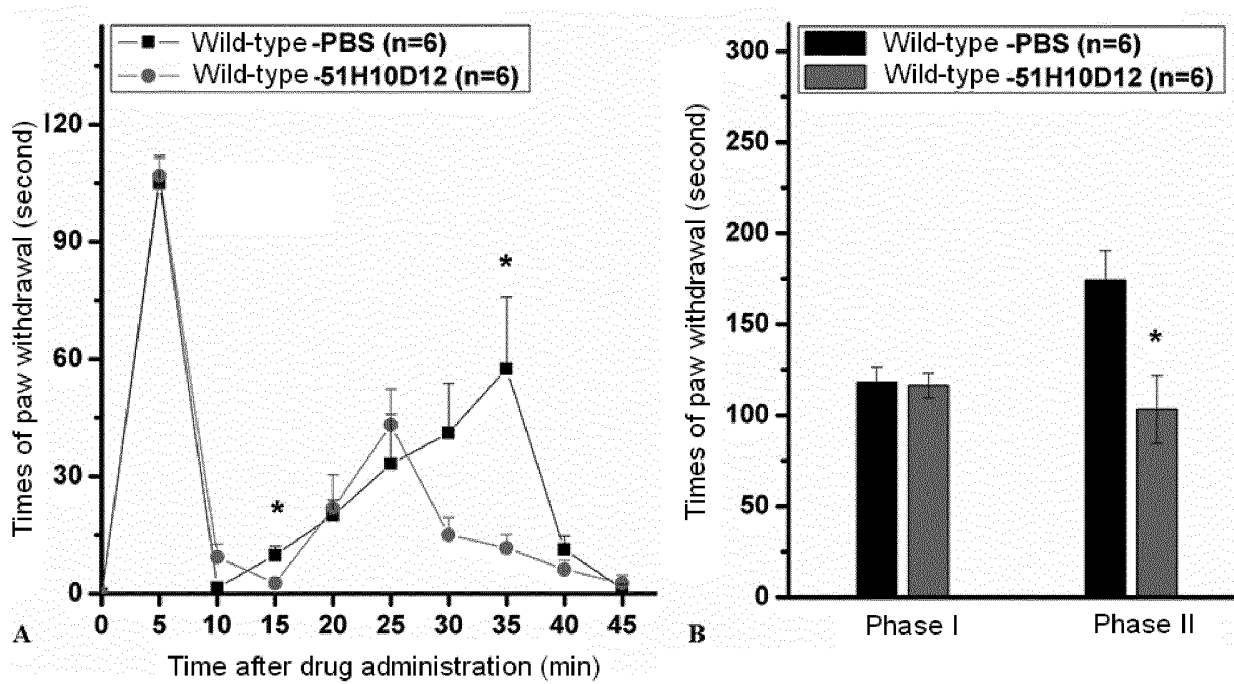 Wild-type -PBS (n=6)
Wild-type -51H10D12 (n=6)
Times of paw withdrawal (second)
120
90
60
30
0
*
*
0 5 10 15 20 25 30 35 40 45
A
Time after drug administration (min)
Wild-type -PBS (n=6)
Wild-type -51H10D12 (n=6)
Times of paw withdrawal (second)
300
250
200
150
100
50
0
*
B
Phase I Phase II